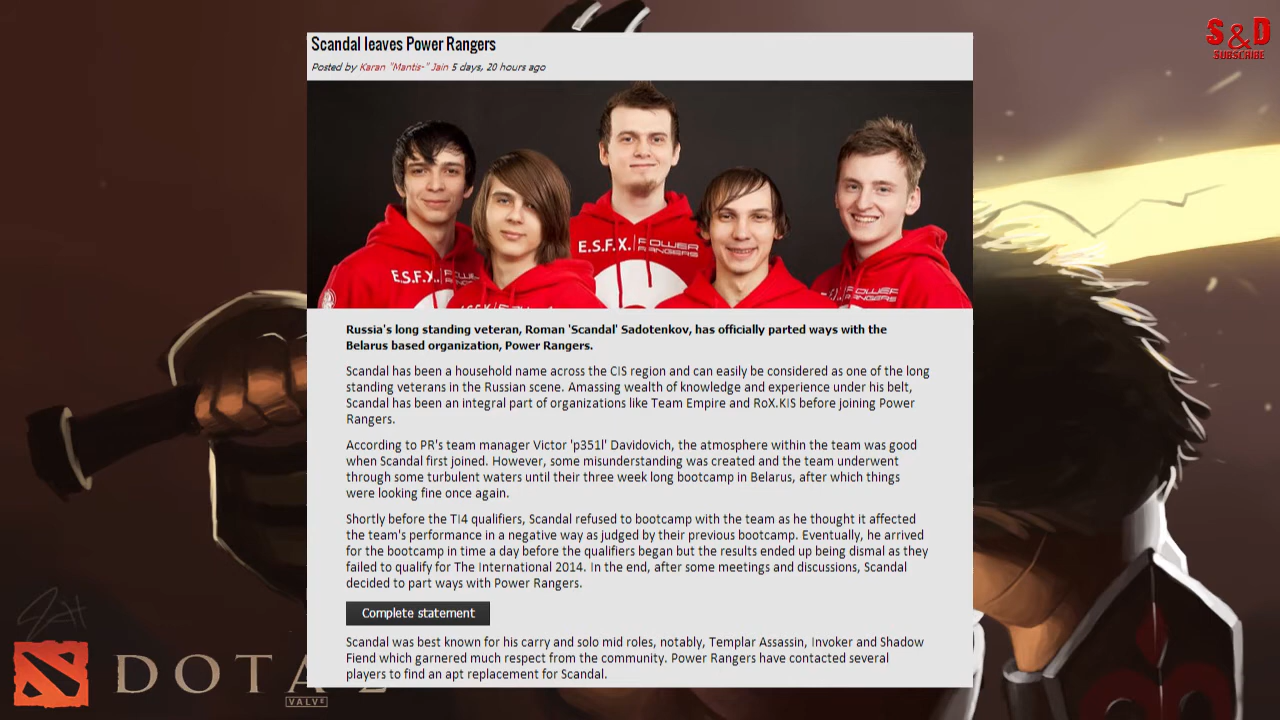 S & D
SUBSCRIBE
Scandal leaves Power Rangers
Posted by Karan "Mantis-" Jain 5 days, 20 hours ago
E.S.F.X. POWER RANGERS
E.S.F.X.
POWER RANGERS
Russia's long standing veteran, Roman 'Scandal' Sadotenkov, has officially parted ways with the
Belarus based organization, Power Rangers.
Scandal has been a household name across the CIS region and can easily be considered as one of the long
standing veterans in the Russian scene. Amassing wealth of knowledge and experience under his belt,
Scandal has been an integral part of organizations like Team Empire and RoX.KIS before joining Power
Rangers.
According to PR's team manager Victor 'p351l' Davidovich, the atmosphere within the team was good
when Scandal first joined. However, some misunderstanding was created and the team underwent
through some turbulent waters until their three week long bootcamp in Belarus, after which things
were looking fine once again.
Shortly before the TI4 qualifiers, Scandal refused to bootcamp with the team as he thought it affected
the team's performance in a negative way as judged by their previous bootcamp. Eventually, he arrived
for the bootcamp in time a day before the qualifiers began but the results ended up being dismal as they
failed to qualify for The International 2014. In the end, after some meetings and discussions, Scandal
decided to part ways with Power Rangers.
Complete statement
Scandal was best known for his carry and solo mid roles, notably, Templar Assassin, Invoker and Shadow
Fiend which garnered much respect from the community. Power Rangers have contacted several
players to find an apt replacement for Scandal.
DOTA 2
VALVE